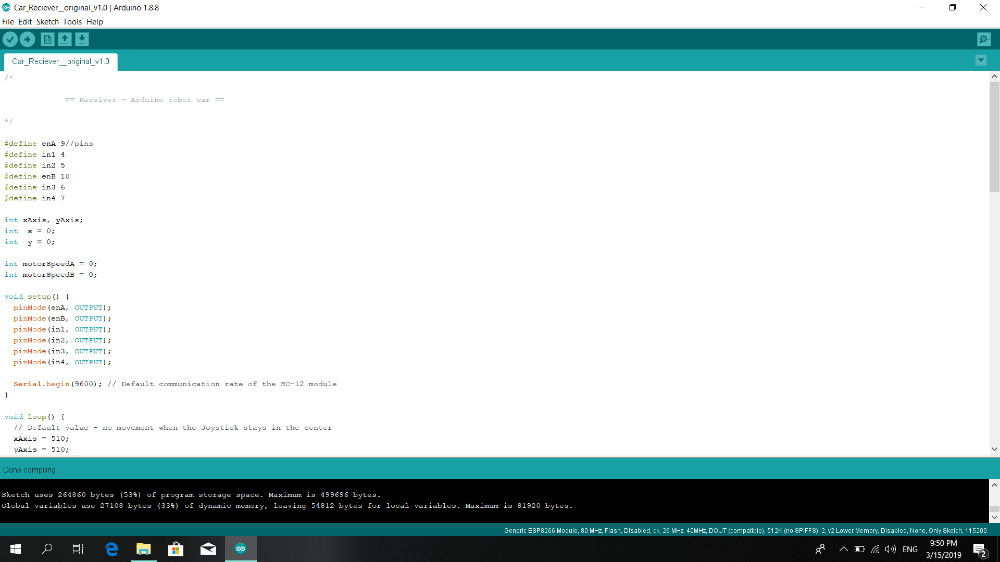 Car_Reciever__original_v1.0 | Arduino 1.8.8
File Edit Sketch Tools Help
Car_Reciever__original_v1.0
/*
== Receiver - Arduino robot car ==
*/
#define enA 9//pins
#define in1 4
#define in2 5
#define enB 10
#define in3 6
#define in4 7
int xAxis, yAxis;
int  x = 0;
int  y = 0;
int motorSpeedA = 0;
int motorSpeedB = 0;
void setup() {
  pinMode(enA, OUTPUT);
  pinMode(enB, OUTPUT);
  pinMode(in1, OUTPUT);
  pinMode(in2, OUTPUT);
  pinMode(in3, OUTPUT);
  pinMode(in4, OUTPUT);
  Serial.begin(9600); // Default communication rate of the HC-12 module
}
void loop() {
  // Default value - no movement when the Joystick stays in the center
  xAxis = 510;
  yAxis = 510;
Done compiling.
Sketch uses 264860 bytes (53%) of program storage space. Maximum is 499696 bytes.
Global variables use 27108 bytes (33%) of dynamic memory, leaving 54812 bytes for local variables. Maximum is 81920 bytes.
Generic ESP8266 Module, 80 MHz, Flash, Disabled, ck, 26 MHz, 40MHz, DOUT (compatible), 512K (no SPIFFS), 2, v2 Lower Memory, Disabled, None, Only Sketch, 115200
ENG
9:50 PM
3/15/2019
2